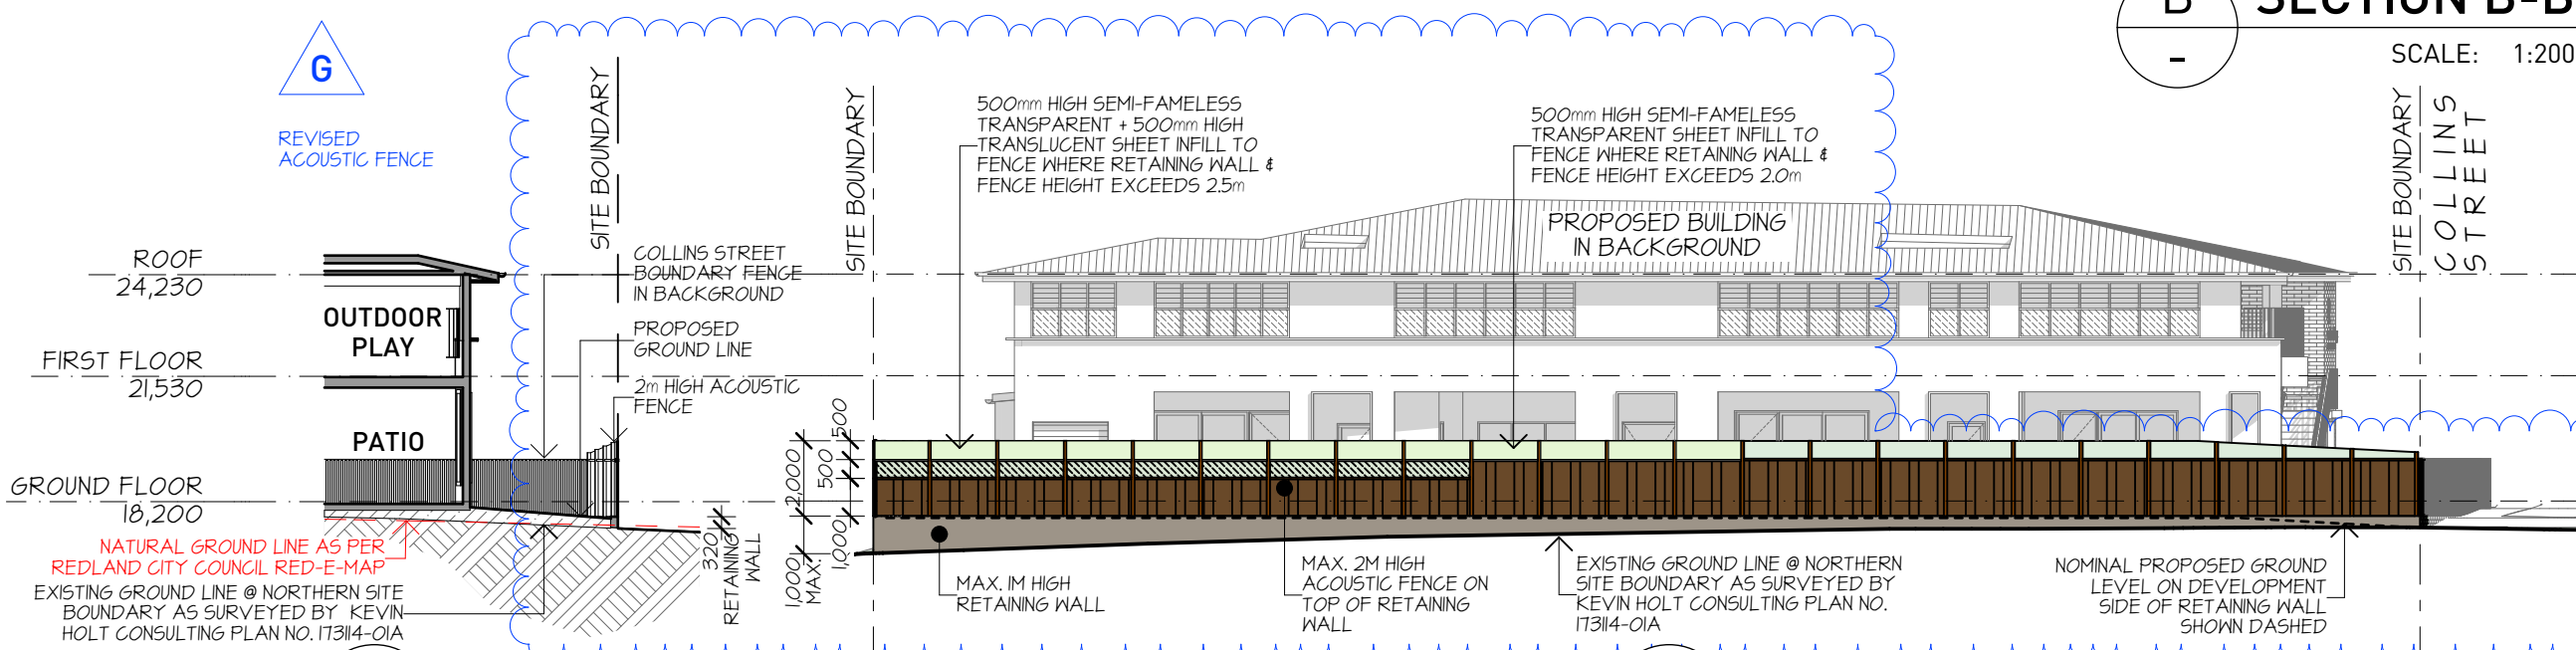 G
REVISED
ACOUSTIC FENCE
B
-
SECTION B-B
SCALE: 1:200
SITE BOUNDARY
SITE BOUNDARY
SITE BOUNDARY
COLLINS
STREET
500mm HIGH SEMI-FAMELESS
TRANSPARENT + 500mm HIGH
TRANSLUCENT SHEET INFILL TO
FENCE WHERE RETAINING WALL &
FENCE HEIGHT EXCEEDS 2.5m
500mm HIGH SEMI-FAMELESS
TRANSPARENT SHEET INFILL TO
FENCE WHERE RETAINING WALL &
FENCE HEIGHT EXCEEDS 2.0m
PROPOSED BUILDING
IN BACKGROUND
ROOF
24,230
OUTDOOR
PLAY
FIRST FLOOR
21,530
PATIO
GROUND FLOOR
18,200
COLLINS STREET
BOUNDARY FENCE
IN BACKGROUND
PROPOSED
GROUND LINE
2m HIGH ACOUSTIC
FENCE
500
500
2,000
1,000
1,000
MAX.
320
RETAINING
WALL
NATURAL GROUND LINE AS PER
REDLAND CITY COUNCIL RED-E-MAP
EXISTING GROUND LINE @ NORTHERN SITE
BOUNDARY AS SURVEYED BY KEVIN
HOLT CONSULTING PLAN NO. 173114-01A
MAX. 1M HIGH
RETAINING WALL
MAX. 2M HIGH
ACOUSTIC FENCE ON
TOP OF RETAINING
WALL
EXISTING GROUND LINE @ NORTHERN
SITE BOUNDARY AS SURVEYED BY
KEVIN HOLT CONSULTING PLAN NO.
173114-01A
NOMINAL PROPOSED GROUND
LEVEL ON DEVELOPMENT
SIDE OF RETAINING WALL
SHOWN DASHED